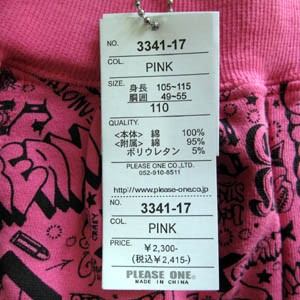 NO. 3341-17
COL. PINK
SIZE.
身長 105~115
胴囲 49~55
110
QUALITY.
<本体> 綿 100%
<附属> 綿 95%
ポリウレタン 5%
PLEASE ONE CO.,LTD.
052-910-8511
http://www.please-one.co.jp
NO. 3341-17
COL. PINK
PRICE.
¥2,300-
(税込¥2,415-)
PLEASE ONE®
MADE IN CHINA
CRAZY